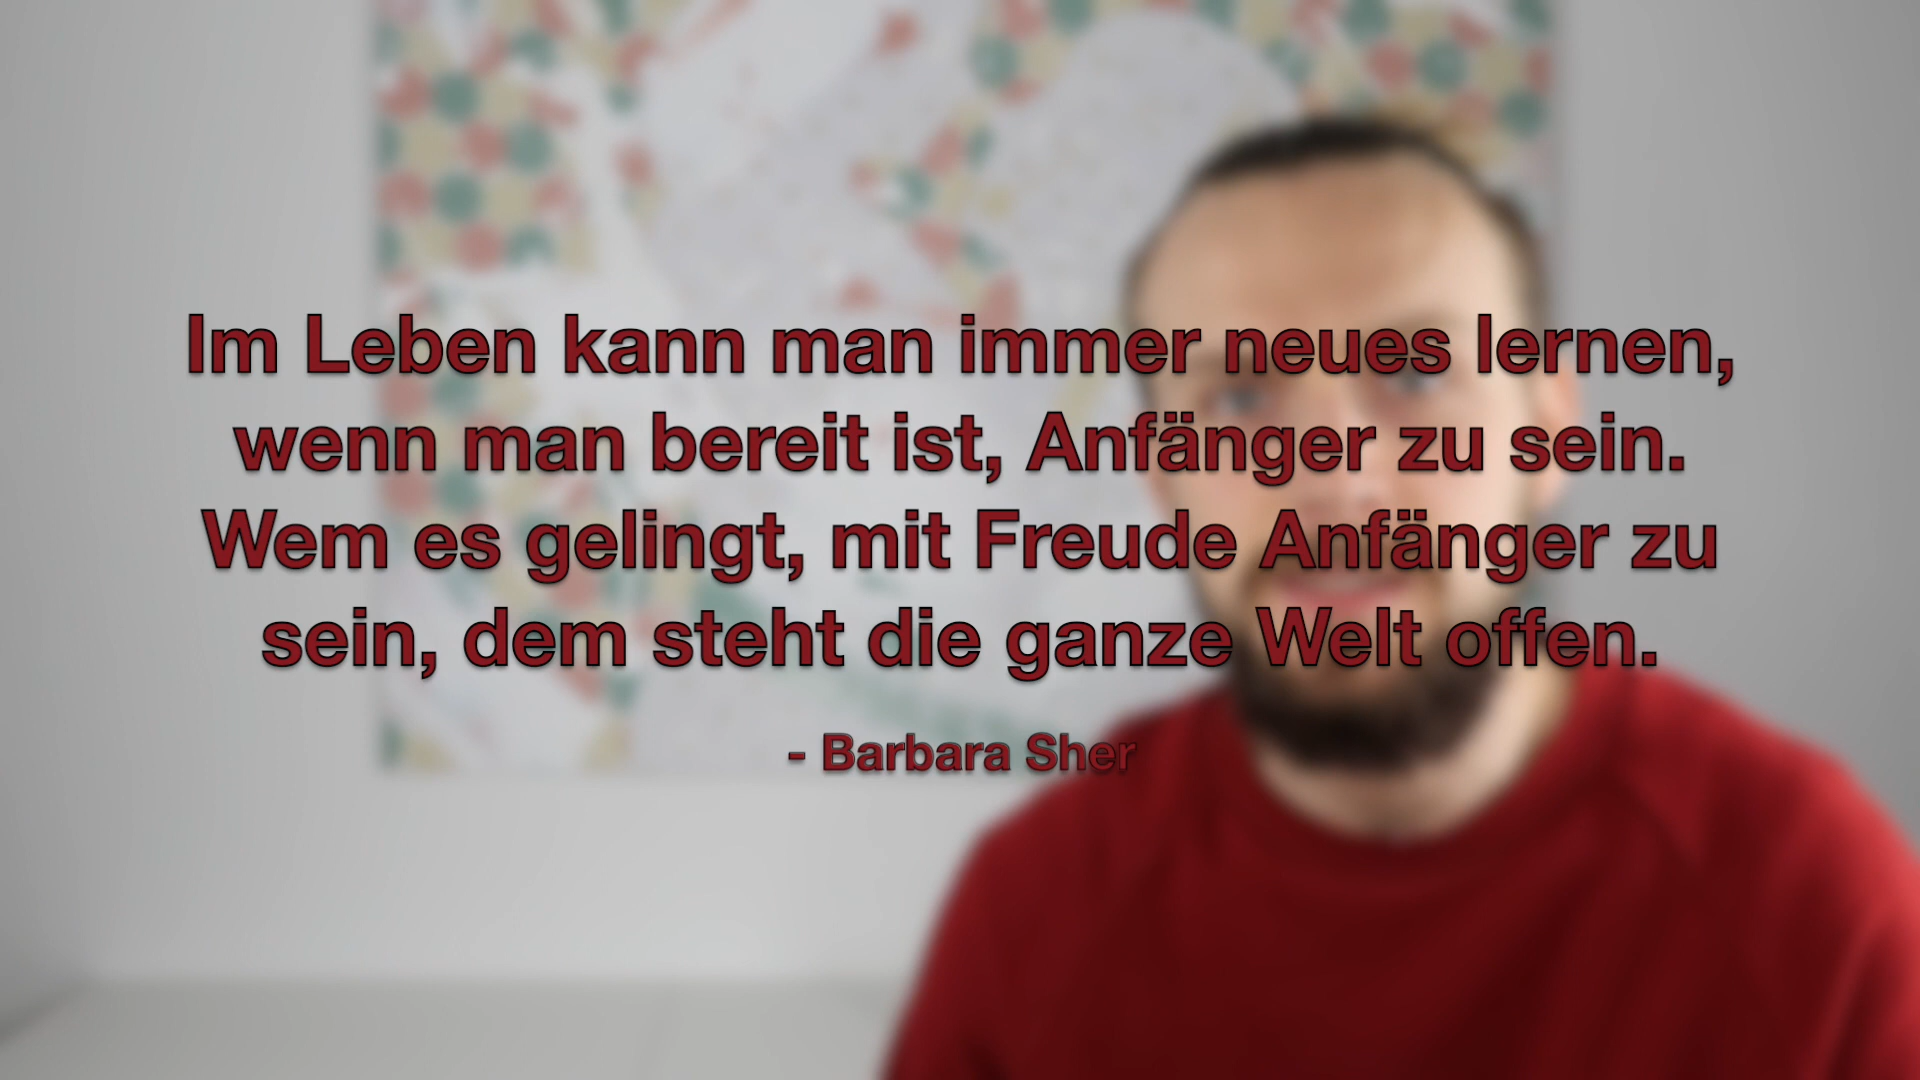 Im Leben kann man immer neues lernen,
wenn man bereit ist, Anfänger zu sein.
Wem es gelingt, mit Freude Anfänger zu
sein, dem steht die ganze Welt offen.
- Barbara Sher